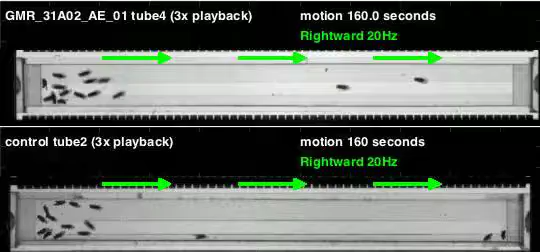 GMR_31A02_AE_01 tube4 (3x playback)
motion 160.0 seconds
Rightward 20Hz
control tube2 (3x playback)
motion 160 seconds
Rightward 20Hz